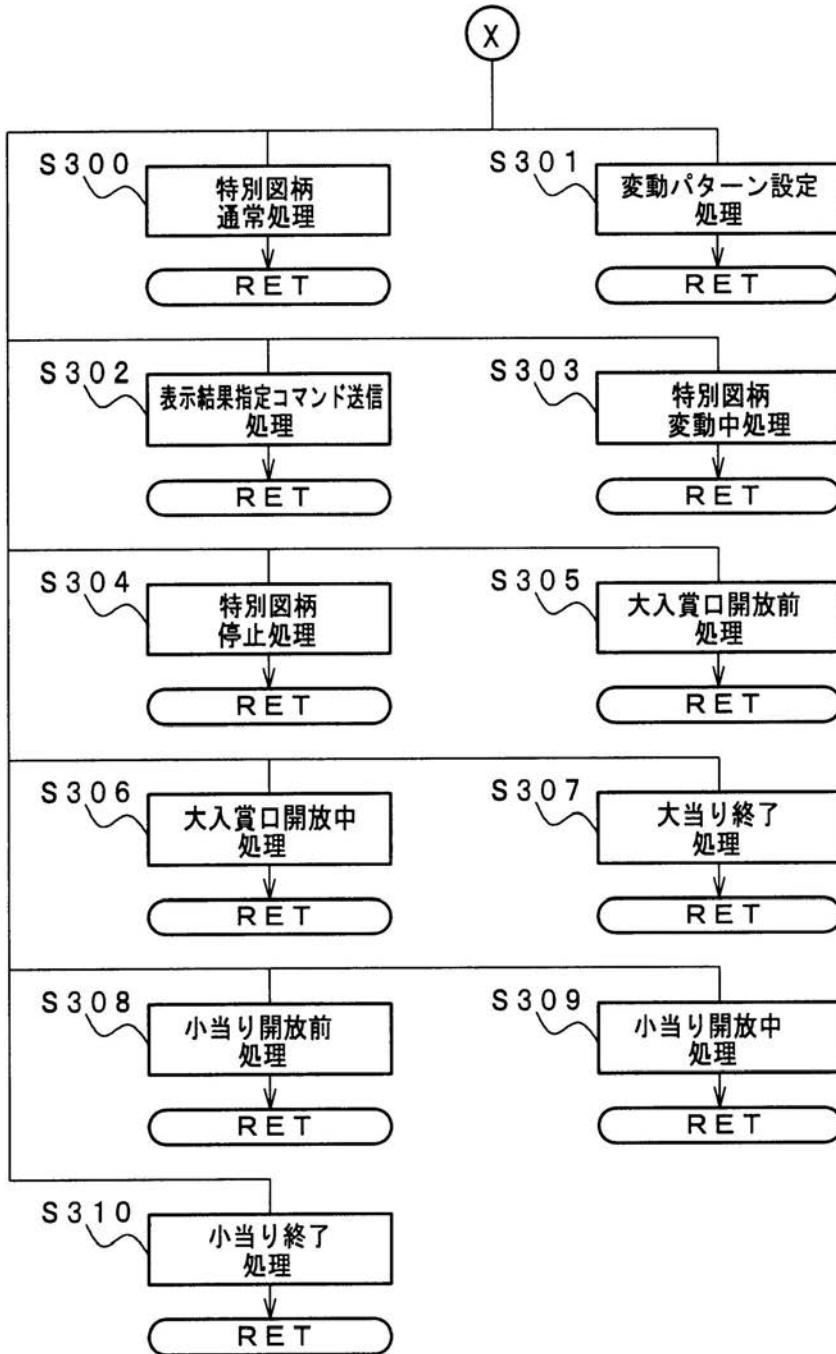 X
S300
特別図柄
通常処理
RET
S301
変動パターン設定
処理
RET
S302
表示結果指定コマンド送信
処理
RET
S303
特別図柄
変動中処理
RET
S304
特別図柄
停止処理
RET
S305
大入賞口開放前
処理
RET
S306
大入賞口開放中
処理
RET
S307
大当り終了
処理
RET
S308
小当り開放前
処理
RET
S309
小当り開放中
処理
RET
S310
小当り終了
処理
RET